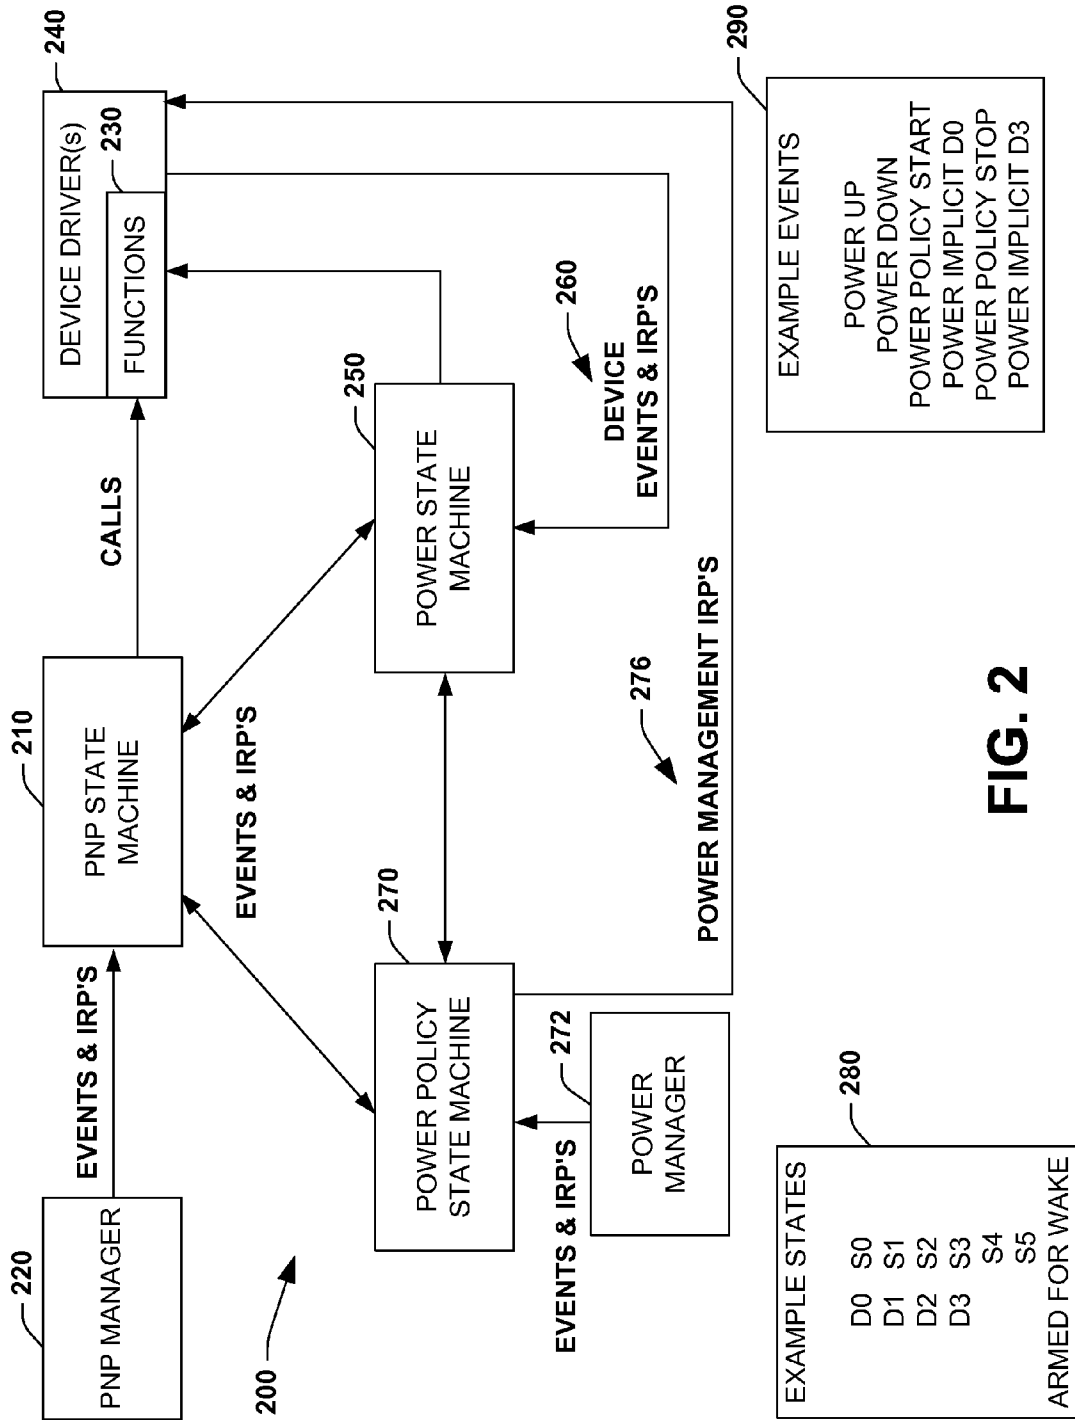 220
PNP MANAGER
EVENTS & IRP'S
210
PNP STATE
MACHINE
CALLS
240
DEVICE DRIVER(s)
230
FUNCTIONS
200
EVENTS & IRP'S
270
POWER POLICY
STATE MACHINE
250
POWER STATE
MACHINE
260
DEVICE
EVENTS & IRP'S
EVENTS & IRP'S
272
POWER
MANAGER
276
POWER MANAGEMENT IRP'S
280
EXAMPLE STATES
D0 S0
D1 S1
D2 S2
D3 S3
S4
S5
ARMED FOR WAKE
290
EXAMPLE EVENTS
POWER UP
POWER DOWN
POWER POLICY START
POWER IMPLICIT D0
POWER POLICY STOP
POWER IMPLICIT D3
FIG. 2